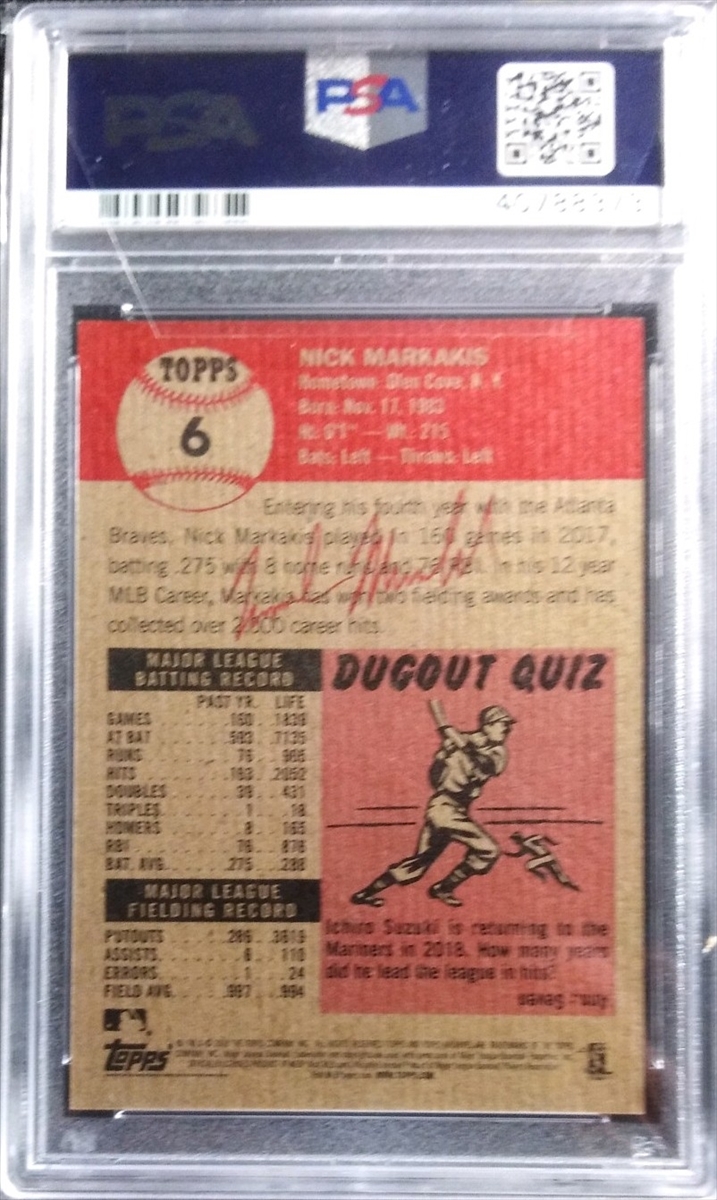 PSA
PSA
40788373
TOPPS
6
NICK MARKAKIS
Hometown: Glen Cove, N. Y.
Born: Nov. 17, 1983
Ht: 6'1" — Wt.: 215
Bats: Left — Throws: Left
Entering his fourth year with the Atlanta
Braves, Nick Markakis played in 160 games in 2017,
batting .275 with 8 home runs and 76 RBI. In his 12 year
MLB Career, Markakis has won two fielding awards and has
collected over 2,000 career hits.
MAJOR LEAGUE
BATTING RECORD
PAST YR. LIFE
GAMES 160 1839
AT BAT 593 7135
RUNS 76
HITS 163 2052
DOUBLES 39 431
TRIPLES 1 18
HOMERS 8 165
RBI 76 876
BAT. AVG. .275 .288
MAJOR LEAGUE
FIELDING RECORD
PUTOUTS 286
ASSISTS 6 110
ERRORS 1 24
FIELD AVG. .997 .994
DUGOUT QUIZ
Ichiro Suzuki is returning to the
Mariners in 2018. How many years
did he lead the league in hits?
Ans.: Seven
topps
WWW.TOPPS.COM